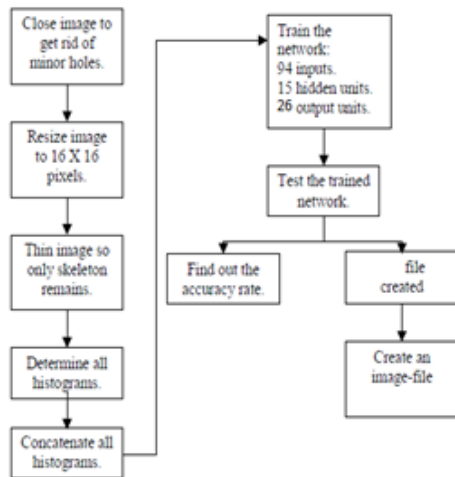 Close image to
get rid of
minor holes.
Resize image
to 16 X 16
pixels.
Thin image so
only skeleton
remains.
Determine all
histograms.
Concatenate all
histograms.
Train the
network:
94 inputs.
15 hidden units.
26 output units.
Test the trained
network.
Find out the
accuracy rate.
file
created
Create an
image-file